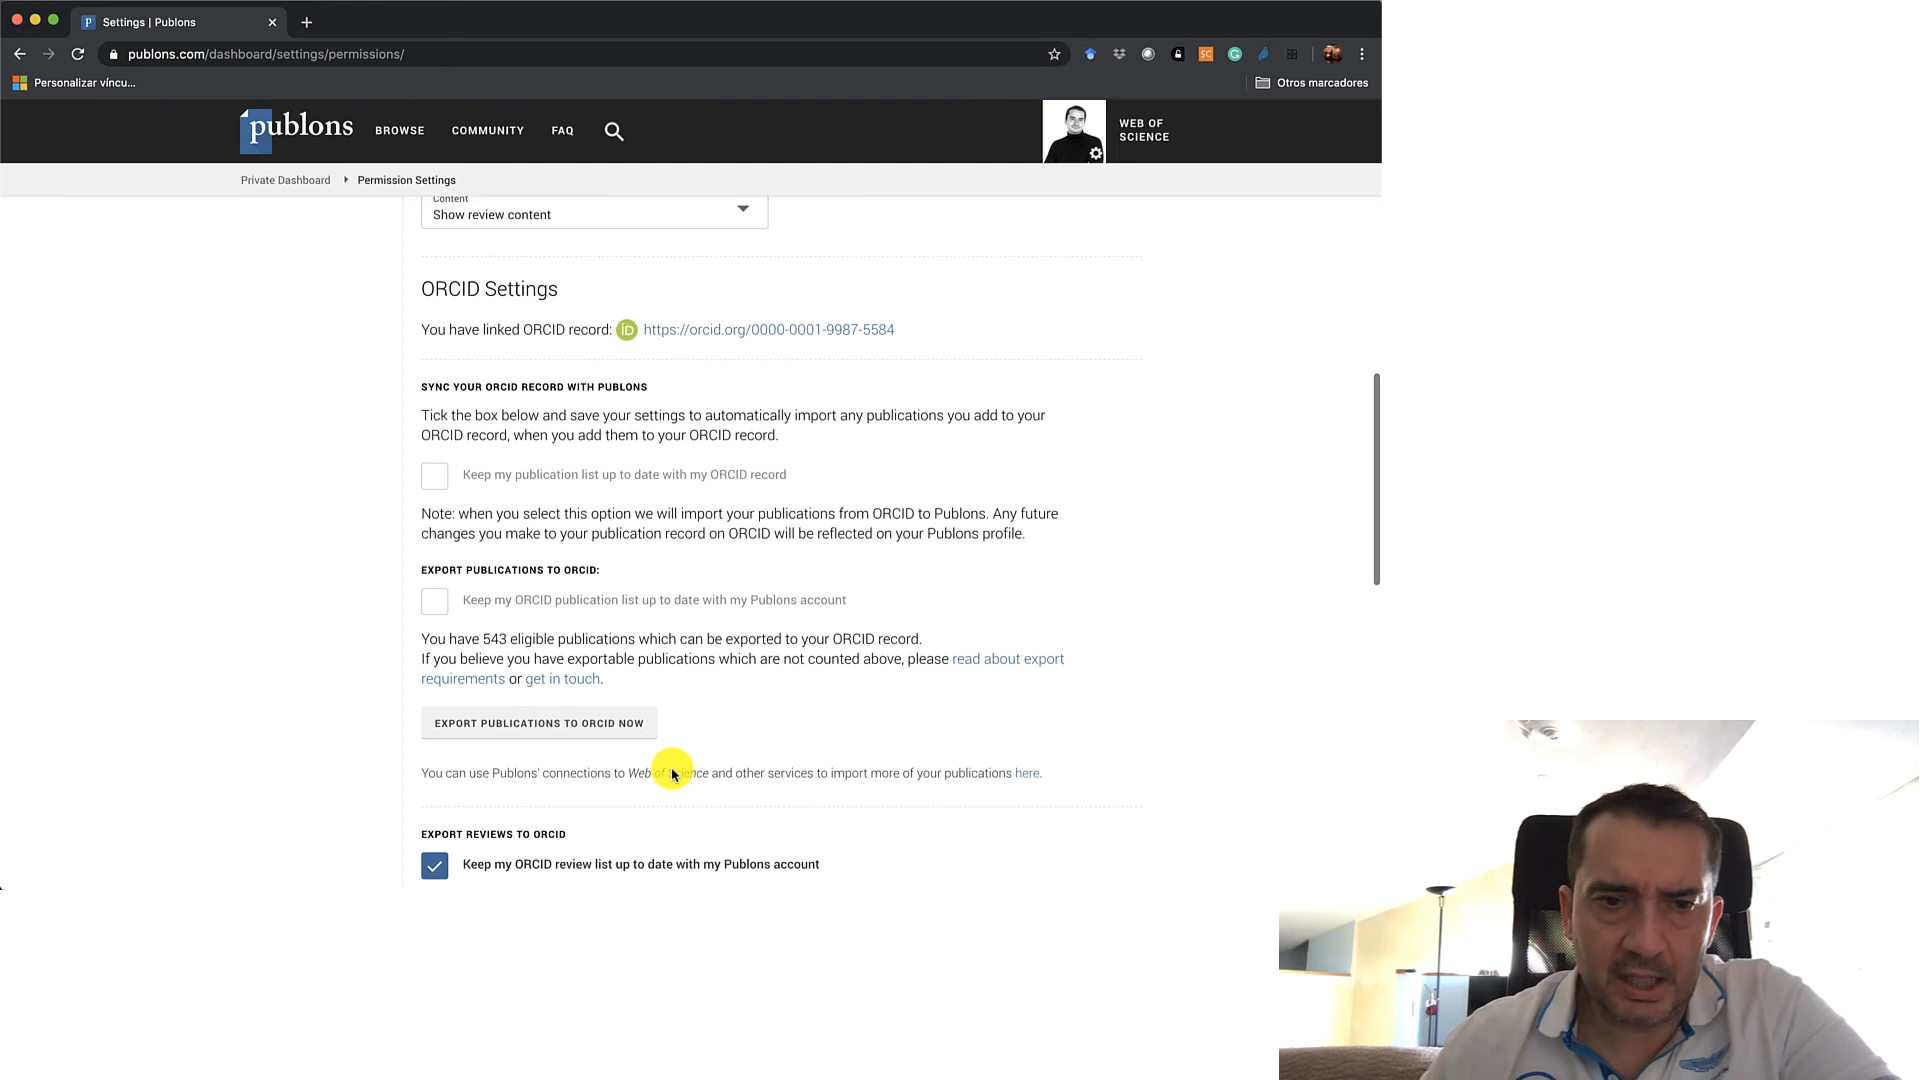 Settings | Publons
publons.com/dashboard/settings/permissions/
Personalizar víncu...
Otros marcadores
publons
BROWSE
COMMUNITY
FAQ
WEB OF
SCIENCE
Private Dashboard
Permission Settings
Content
Show review content
ORCID Settings
You have linked ORCID record: iD https://orcid.org/0000-0001-9987-5584
SYNC YOUR ORCID RECORD WITH PUBLONS
Tick the box below and save your settings to automatically import any publications you add to your
ORCID record, when you add them to your ORCID record.
Keep my publication list up to date with my ORCID record
Note: when you select this option we will import your publications from ORCID to Publons. Any future
changes you make to your publication record on ORCID will be reflected on your Publons profile.
EXPORT PUBLICATIONS TO ORCID:
Keep my ORCID publication list up to date with my Publons account
You have 543 eligible publications which can be exported to your ORCID record.
If you believe you have exportable publications which are not counted above, please read about export
requirements or get in touch.
EXPORT PUBLICATIONS TO ORCID NOW
You can use Publons' connections to Web of Science and other services to import more of your publications here.
EXPORT REVIEWS TO ORCID
Keep my ORCID review list up to date with my Publons account